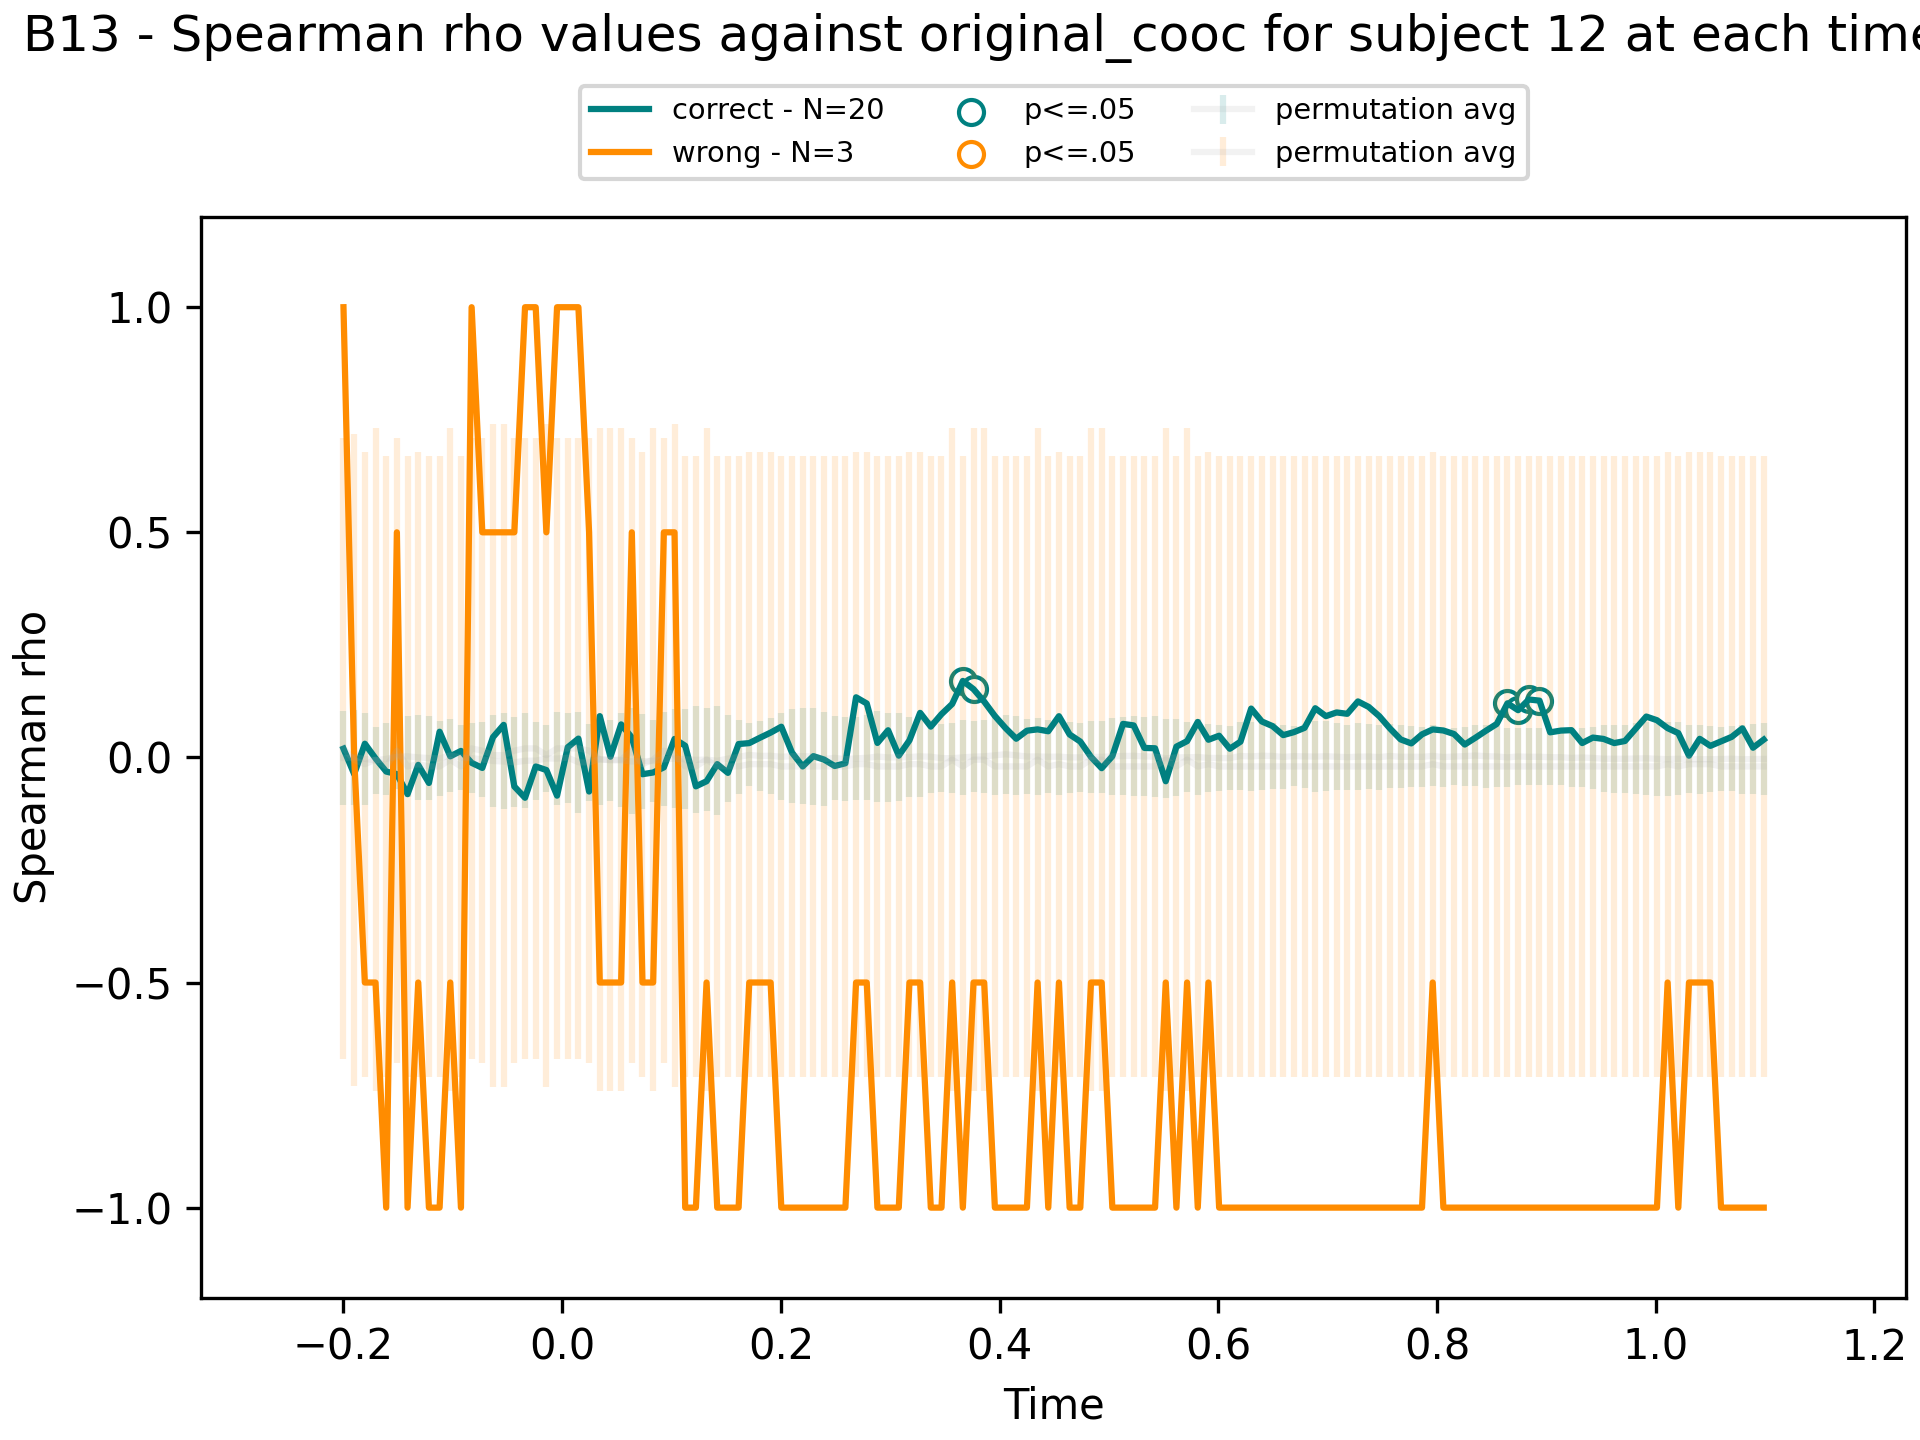 B13 - Spearman rho values against original_cooc for subject 12 at each time
correct - N=20
wrong - N=3
p<=.05
p<=.05
permutation avg
permutation avg
1.0
0.5
0.0
−0.5
−1.0
Spearman rho
−0.2 0.0 0.2 0.4 0.6 0.8 1.0 1.2
Time